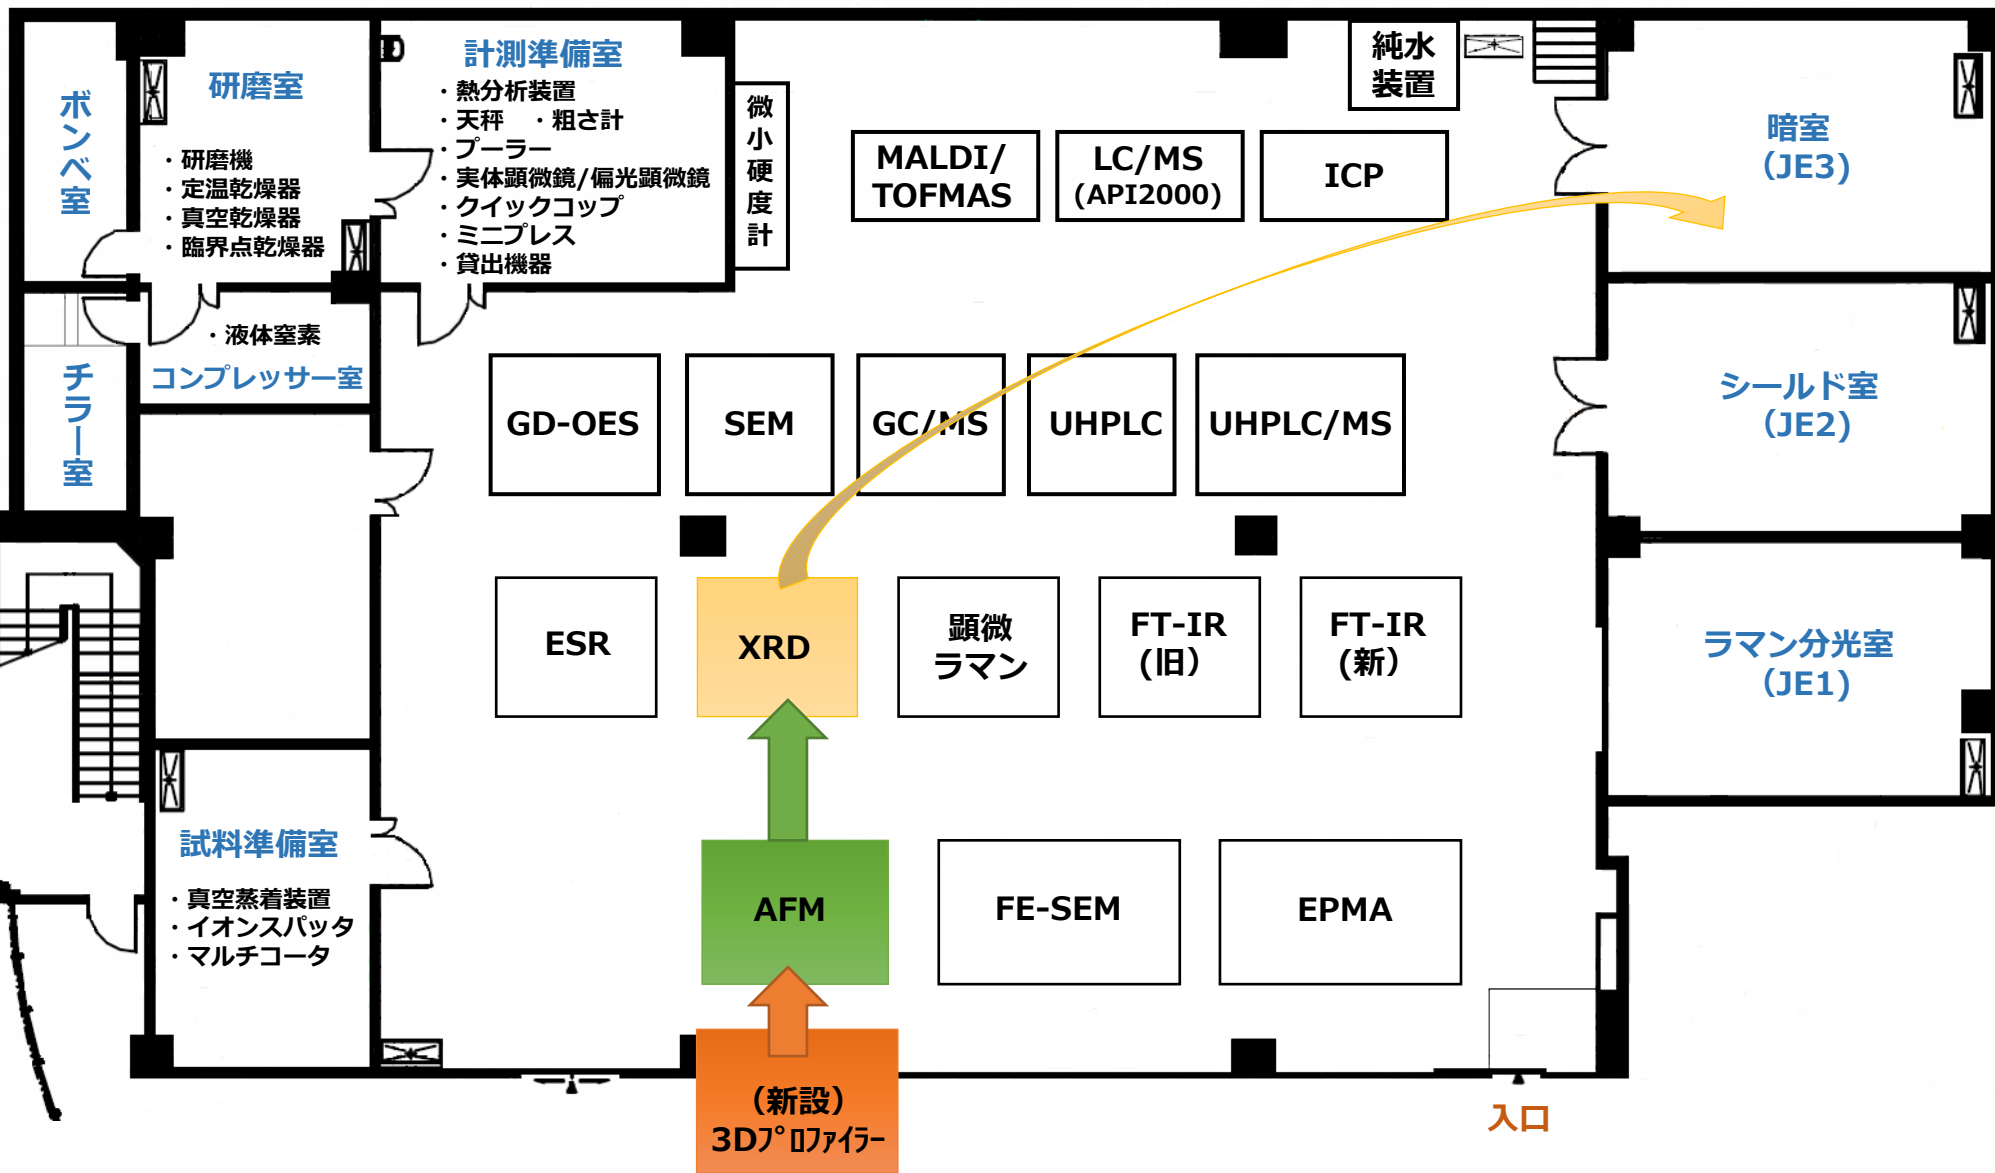 ボンベ室
研磨室
・研磨機
・定温乾燥器
・真空乾燥器
・臨界点乾燥器
計測準備室
・熱分析装置
・天秤　・粗さ計
・プーラー
・実体顕微鏡/偏光顕微鏡
・クイックコップ
・ミニプレス
・貸出機器
微小硬度計
純水
装置
MALDI/
TOFMAS
LC/MS
(API2000)
ICP
暗室
（JE3)
・液体窒素
コンプレッサー室
チラー室
GD-OES
SEM
GC/MS
UHPLC
UHPLC/MS
シールド室
（JE2)
ESR
XRD
顕微
ラマン
FT-IR
(旧）
FT-IR
(新）
ラマン分光室
（JE1)
試料準備室
・真空蒸着装置
・イオンスパッタ
・マルチコータ
AFM
FE-SEM
EPMA
（新設）
3Dﾌﾟﾛﾌｧｲﾗｰ
入口